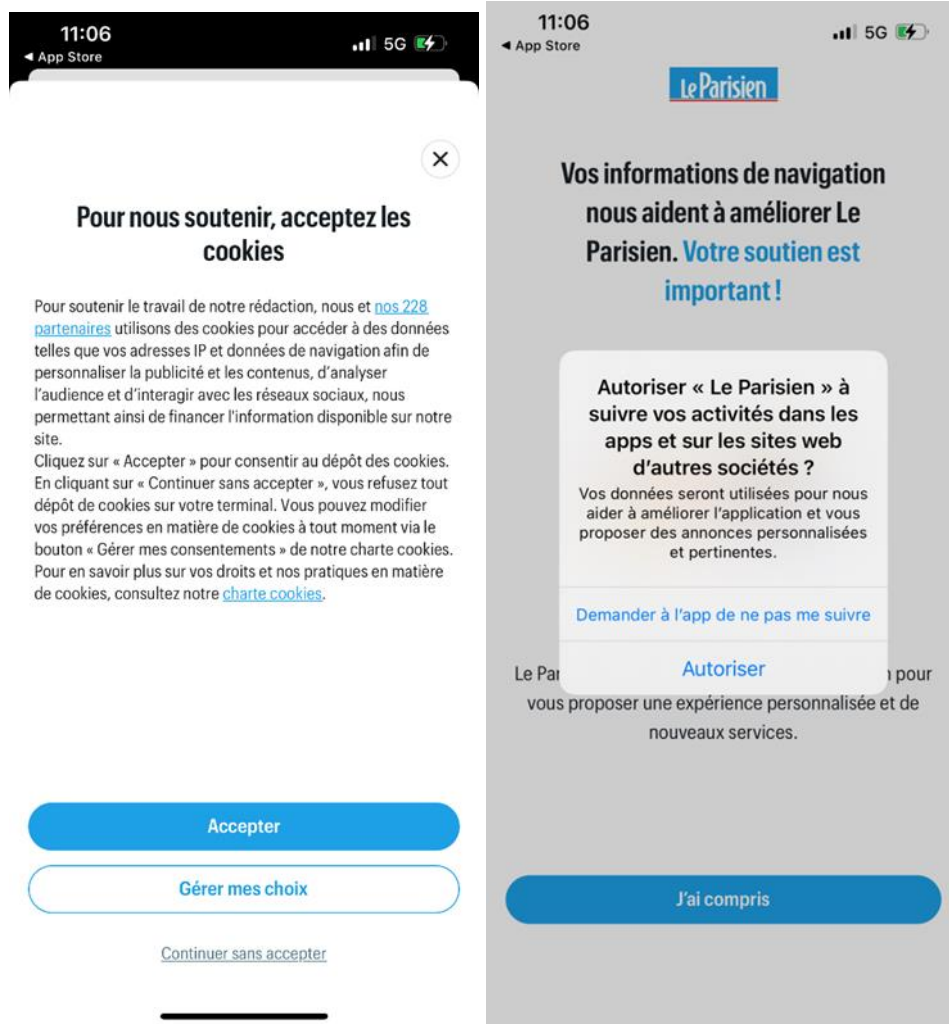 11:06
5G
◄ App Store
Pour nous soutenir, acceptez les
cookies
Pour soutenir le travail de notre rédaction, nous et nos 228
partenaires utilisons des cookies pour accéder à des données
telles que vos adresses IP et données de navigation afin de
personnaliser la publicité et les contenus, d'analyser
l'audience et d'interagir avec les réseaux sociaux, nous
permettant ainsi de financer l'information disponible sur notre
site.
Cliquez sur « Accepter » pour consentir au dépôt des cookies.
En cliquant sur « Continuer sans accepter », vous refusez tout
dépôt de cookies sur votre terminal. Vous pouvez modifier
vos préférences en matière de cookies à tout moment via le
bouton « Gérer mes consentements » de notre charte cookies.
Pour en savoir plus sur vos droits et nos pratiques en matière
de cookies, consultez notre charte cookies.
Accepter
Gérer mes choix
Continuer sans accepter
11:06
5G
◄ App Store
Le Parisien
Vos informations de navigation
nous aident à améliorer Le
Parisien. Votre soutien est
important !
Autoriser « Le Parisien » à
suivre vos activités dans les
apps et sur les sites web
d'autres sociétés ?
Vos données seront utilisées pour nous
aider à améliorer l'application et vous
proposer des annonces personnalisées
et pertinentes.
Demander à l'app de ne pas me suivre
Autoriser
Le Par
pour
vous proposer une expérience personnalisée et de
nouveaux services.
J'ai compris